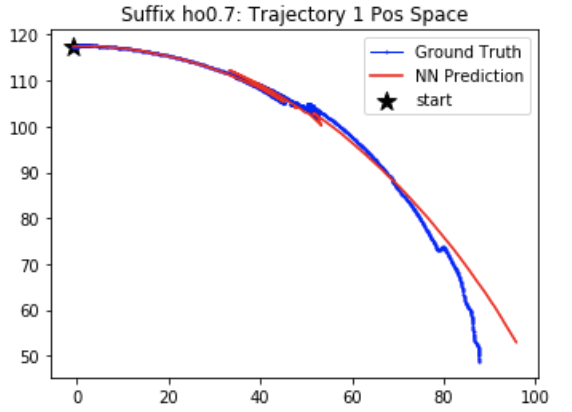 Suffix ho0.7: Trajectory 1 Pos Space
Ground Truth
NN Prediction
start
120
110
100
90
80
70
60
50
0 20 40 60 80 100